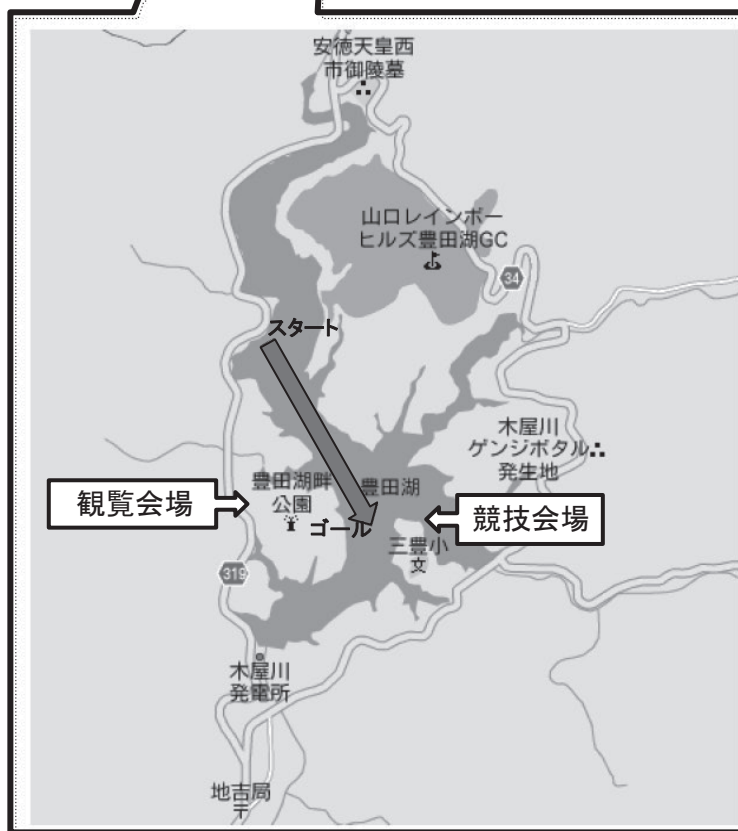 安徳天皇西
市御陵墓
山口レインボー
ヒルズ豊田湖GC
34
スタート
木屋川
ゲンジボタル
発生地
豊田湖畔
公園
豊田湖
観覧会場
競技会場
ゴール
三豊小
文
319
木屋川
発電所
地吉局
〒